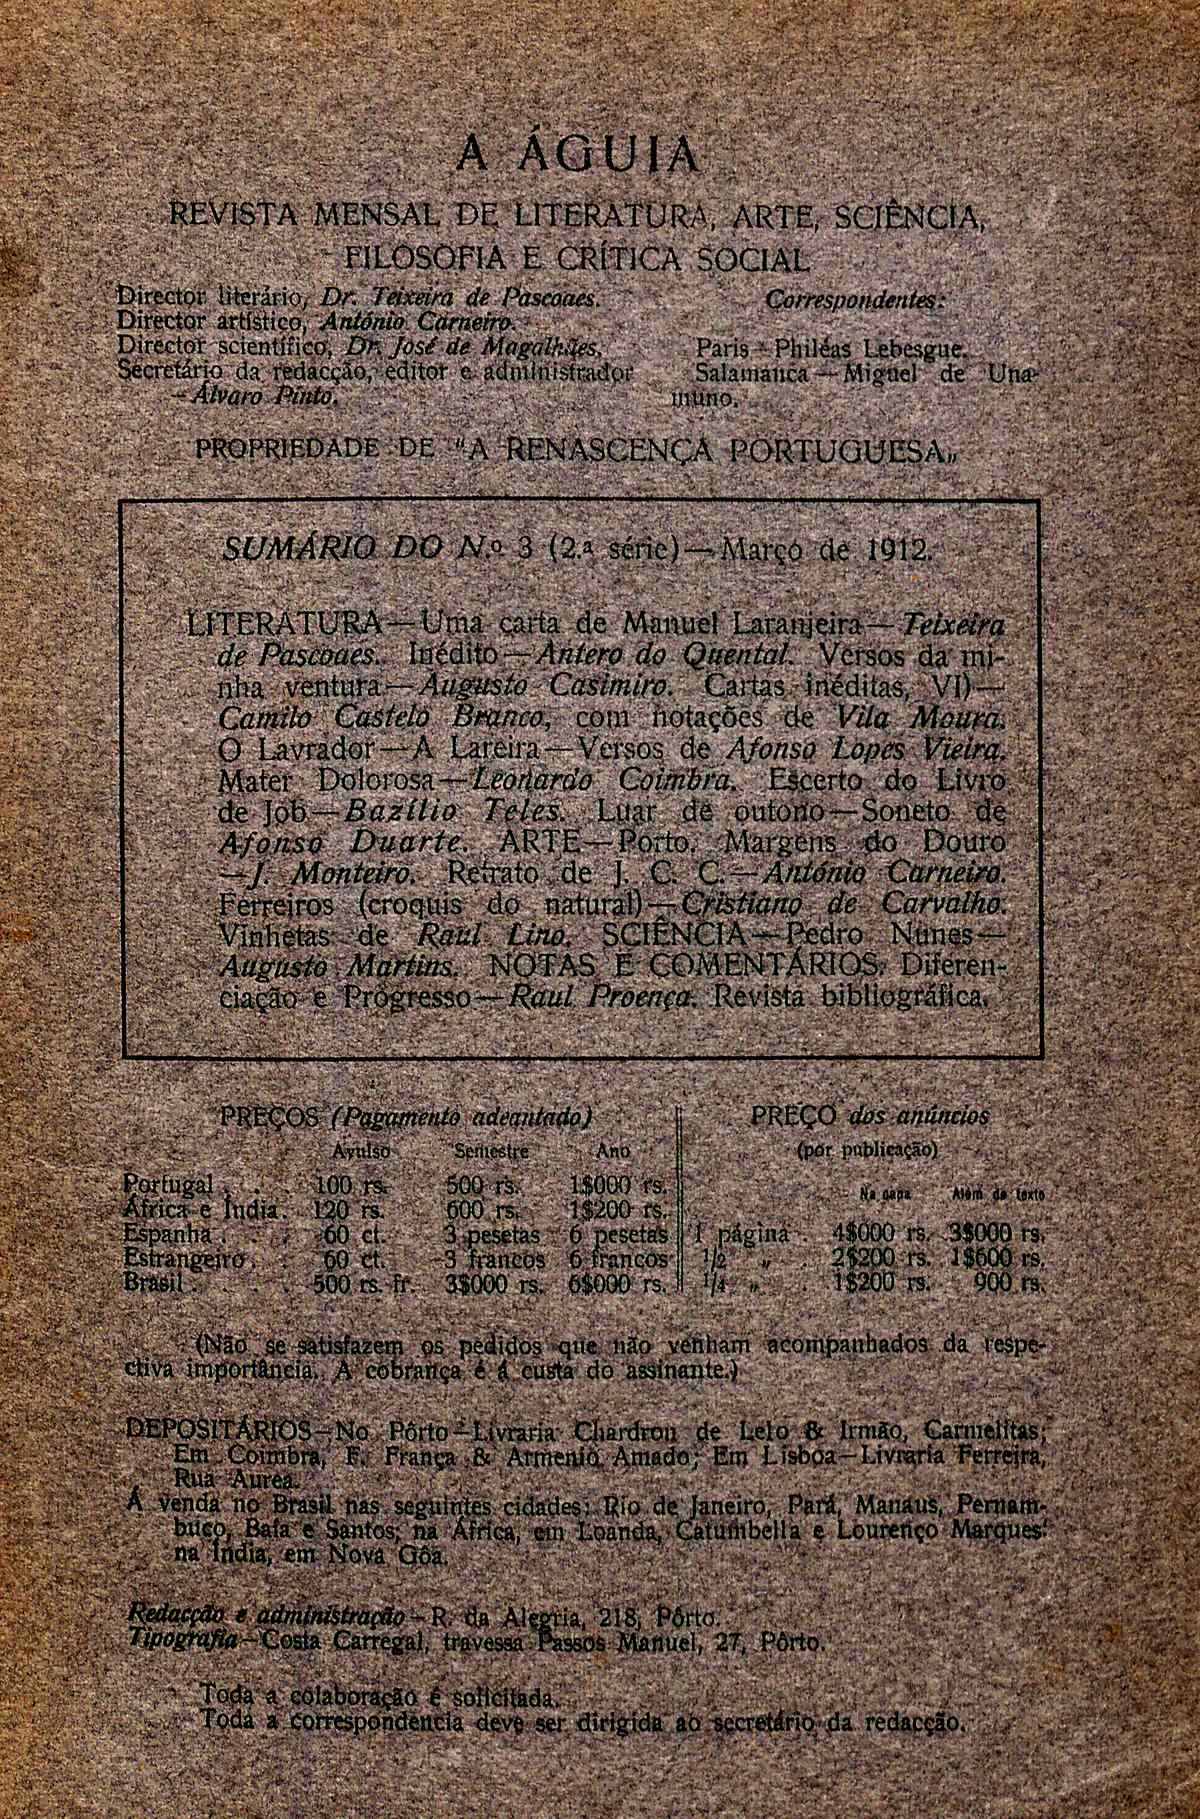 A ÁGUIA
REVISTA MENSAL DE LITERATURA, ARTE, SCIÊNCIA,
FILOSOFIA E CRÍTICA SOCIAL
Director literário, Dr. Teixeira de Pascoaes.
Director artístico, António Carneiro.
Director scientífico, Dr. José de Magalhães.
Secretário da redacção, editor e administrador
—Álvaro Pinto.
Correspondentes:
Paris—Philéas Lebesgue.
Salamanca—Miguel de Una-
muno.
PROPRIEDADE DE "A RENASCENÇA PORTUGUESA„
SUMÁRIO DO N.º 3 (2.ª série)—Março de 1912.
LITERATURA—Uma carta de Manuel Laranjeira—Teixeira
de Pascoaes. Inédito—Antero do Quental. Versos da mi-
nha ventura—Augusto Casimiro. Cartas inéditas, VI)—
Camilo Castelo Branco, com notações de Vila Moura.
O Lavrador—A Lareira—Versos de Afonso Lopes Vieira.
Mater Dolorosa—Leonardo Coimbra. Escerto do Livro
de Job—Bazílio Teles. Luar de outono—Soneto de
Afonso Duarte. ARTE—Porto. Margens do Douro
—J. Monteiro. Retrato de J. C. C.—António Carneiro.
Ferreiros (croquis do natural)—Cristiano de Carvalho.
Vinhetas de Raul Lino. SCIÊNCIA—Pedro Nunes—
Augusto Martins. NOTAS E COMENTÁRIOS: Diferen-
ciação e Progresso—Raul Proença. Revista bibliográfica.
PREÇOS (Pagamento adeantado)
Avulso Semestre Ano
Portugal . . . 100 rs. 500 rs. 1$000 rs.
África e Índia. 120 rs. 600 rs. 1$200 rs.
Espanha . . . 60 ct. 3 pesetas 6 pesetas
Estrangeiro . . 60 ct. 3 francos 6 francos
Brasil . . . . 500 rs. fr. 3$000 rs. 6$000 rs.
PREÇO dos anúncios
(por publicação)
Na capa Além do texto
1 página . 4$000 rs. 3$000 rs.
1/2 „ . 2$200 rs. 1$600 rs.
1/4 „ . 1$200 rs. 900 rs.
(Não se satisfazem os pedidos que não venham acompanhados da respe-
ctiva importância. A cobrança é á custa do assinante.)
DEPOSITÁRIOS—No Pôrto—Livraria Chardron de Lelo & Irmão, Carmelitas;
Em Coimbra, F. França & Armenio Amado; Em Lisboa—Livraria Ferreira,
Rua Aurea.
Á venda no Brasil nas seguintes cidades: Rio de Janeiro, Pará, Manaus, Pernam-
buco, Baía e Santos; na África, em Loanda, Catumbella e Lourenço Marques;
na Índia, em Nova Gôa.
Redacção e administração—R. da Alegria, 218, Pôrto.
Tipografia—Costa Carregal, travessa Passos Manuel, 27, Pôrto.
Toda a colaboração é solicitada.
Toda a correspondencia deve ser dirigida ao secretário da redacção.